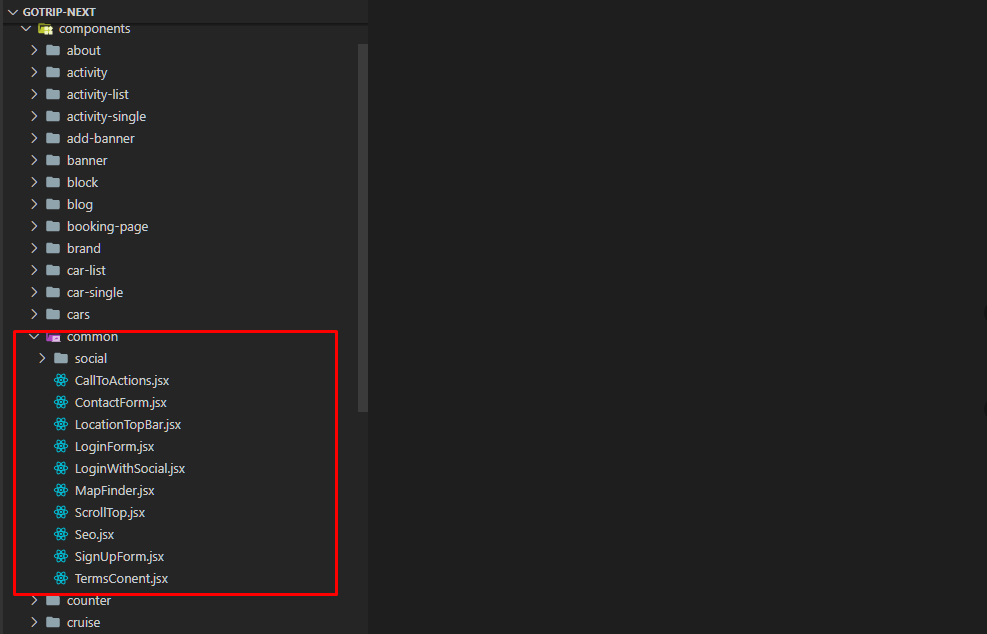 GOTRIP-NEXT
components
about
activity
activity-list
activity-single
add-banner
banner
block
blog
booking-page
brand
car-list
car-single
cars
common
social
CallToActions.jsx
ContactForm.jsx
LocationTopBar.jsx
LoginForm.jsx
LoginWithSocial.jsx
MapFinder.jsx
ScrollTop.jsx
Seo.jsx
SignUpForm.jsx
TermsConent.jsx
counter
cruise